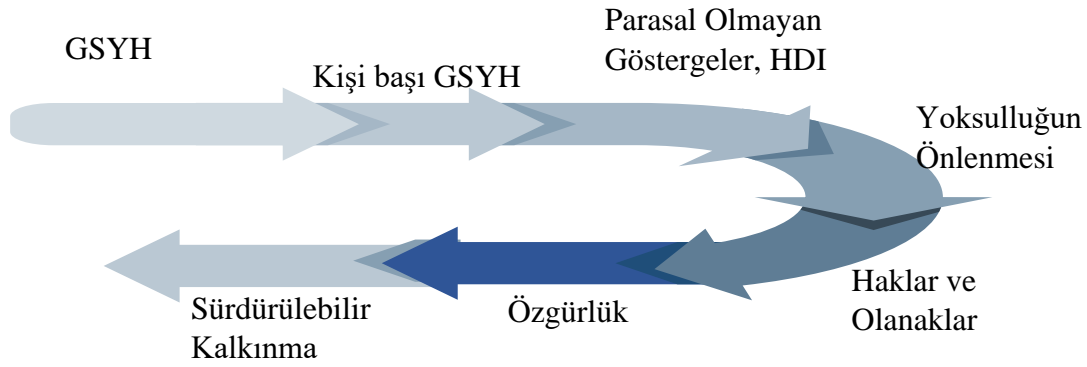 GSYH
Kişi başı GSYH
Parasal Olmayan
Göstergeler, HDI
Yoksulluğun
Önlenmesi
Haklar ve
Olanaklar
Özgürlük
Sürdürülebilir
Kalkınma